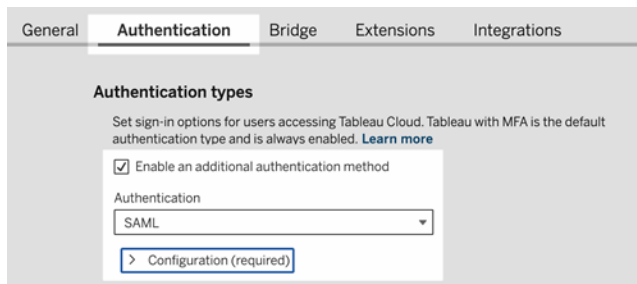 General Authentication Bridge Extensions Integrations
Authentication types
Set sign-in options for users accessing Tableau Cloud. Tableau with MFA is the default
authentication type and is always enabled. Learn more
Enable an additional authentication method
Authentication
SAML
Configuration (required)